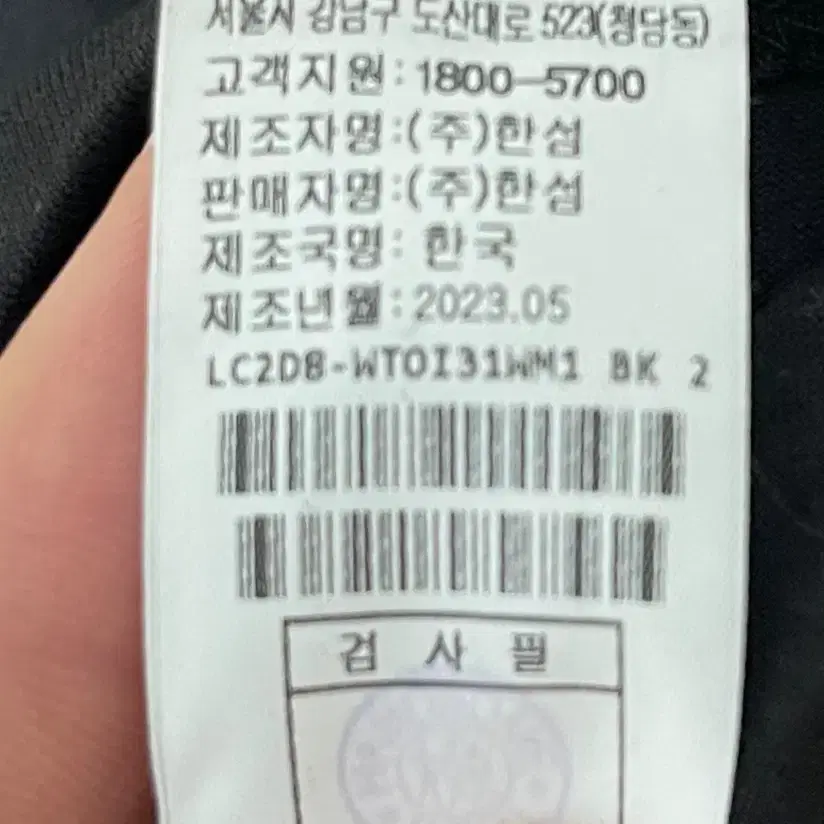 서울시 강남구 도산대로 523(청담동)
고객지원:1800-5700
제조자명:(주)한섬
판매자명:(주)한섬
제조국명: 한국
제조년월:2023.05
LC2D8-WTOI31WM1 BK 2
검 사 필